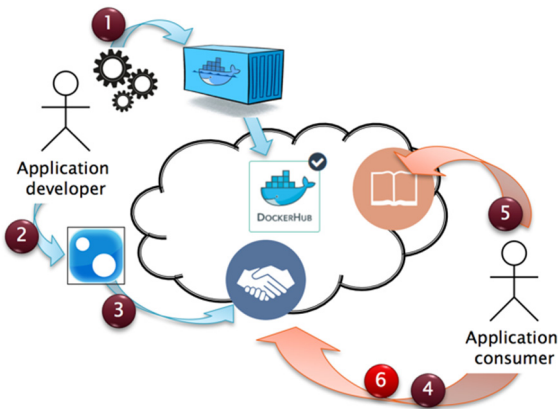 1
Application
developer
DOCKERHUB
2
5
3
Application
consumer
6
4